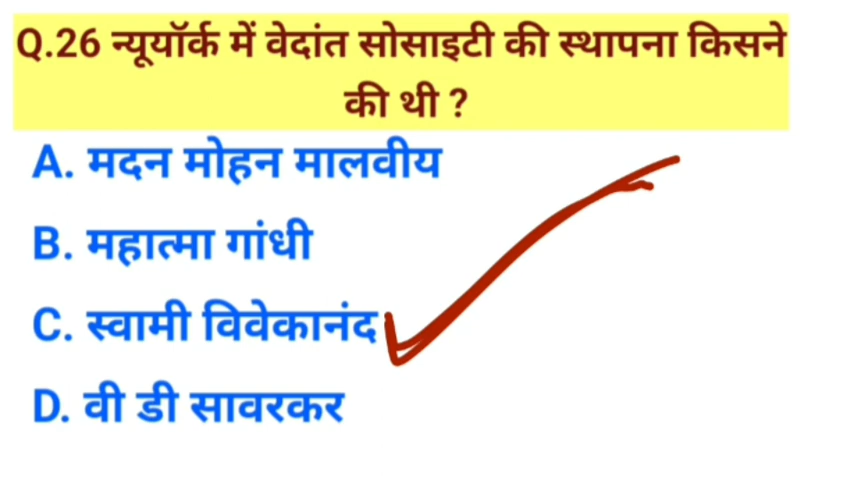 Q.26 न्यूयॉर्क में वेदांत सोसाइटी की स्थापना किसने
की थी ?
A. मदन मोहन मालवीय
B. महात्मा गांधी
C. स्वामी विवेकानंद
D. वी डी सावरकर